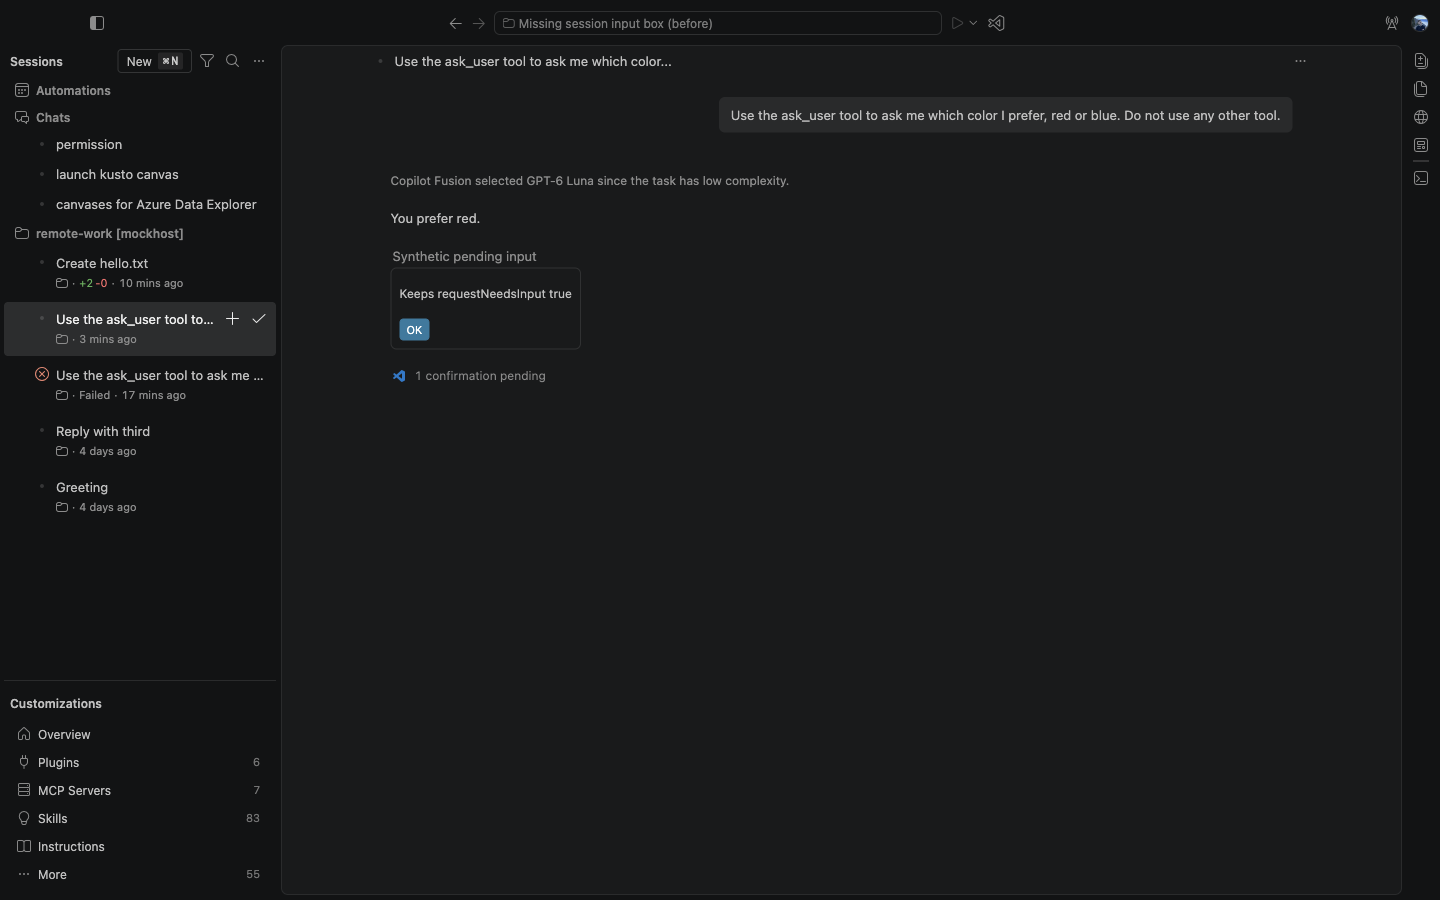 Missing session input box (before)
Sessions
New ⌘N
Automations
Chats
permission
launch kusto canvas
canvases for Azure Data Explorer
remote-work [mockhost]
Create hello.txt
· +2 -0 · 10 mins ago
Use the ask_user tool to...
· 3 mins ago
Use the ask_user tool to ask me ...
· Failed · 17 mins ago
Reply with third
· 4 days ago
Greeting
· 4 days ago
Customizations
Overview
Plugins 6
MCP Servers 7
Skills 83
Instructions
More 55
Use the ask_user tool to ask me which color...
Use the ask_user tool to ask me which color I prefer, red or blue. Do not use any other tool.
Copilot Fusion selected GPT-6 Luna since the task has low complexity.
You prefer red.
Synthetic pending input
Keeps requestNeedsInput true
OK
1 confirmation pending